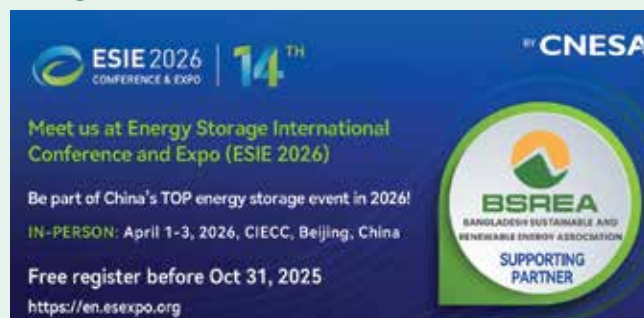 ESIE 2026
CONFERENCE & EXPO
14TH
BY CNESA
Meet us at Energy Storage International
Conference and Expo (ESIE 2026)
Be part of China's TOP energy storage event in 2026!
IN-PERSON: April 1-3, 2026, CIECC, Beijing, China
Free register before Oct 31, 2025
https://en.esexpo.org
BSREA
BANGLADESH SUSTAINABLE AND
RENEWABLE ENERGY ASSOCIATION
SUPPORTING
PARTNER